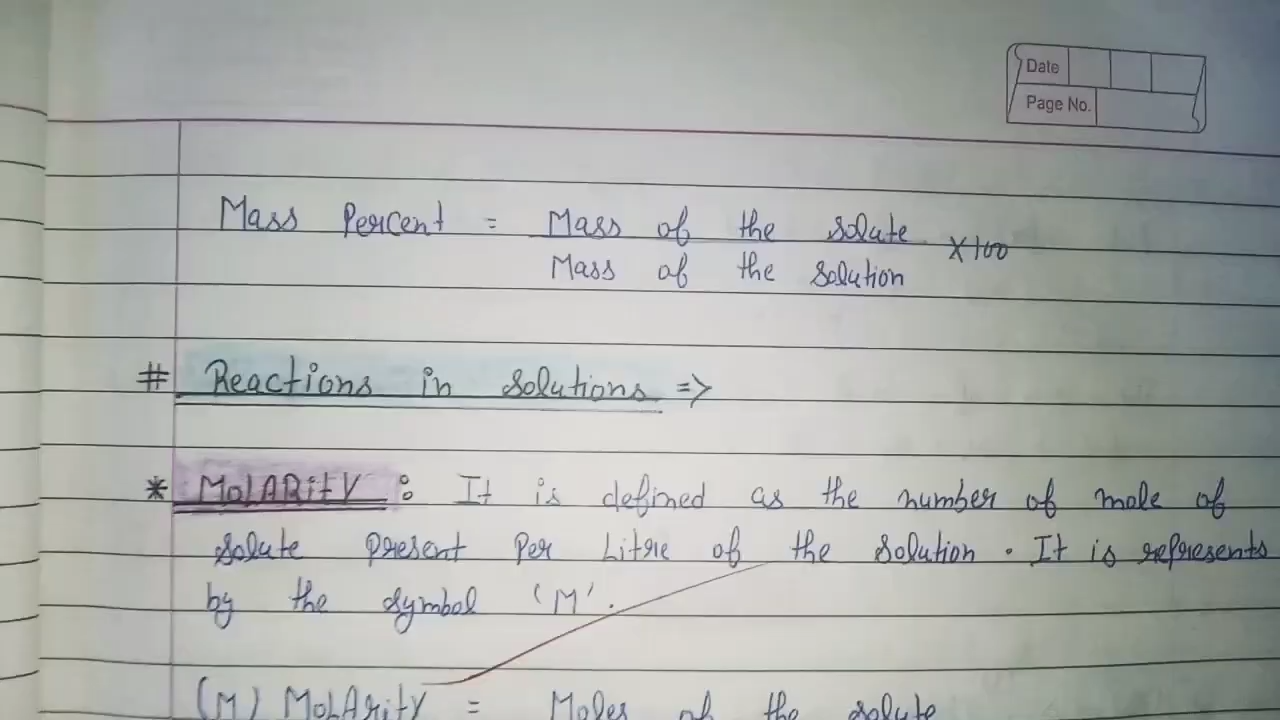 Date
Page No.
Mass Percent = Mass of the solute × 100
Mass of the solution
# Reactions in solutions =>
* MolARitY : It is defined as the number of mole of
solute present per Litre of the solution . It is represents
by the symbol 'M'.
(M) MolArity = Moles of the solute